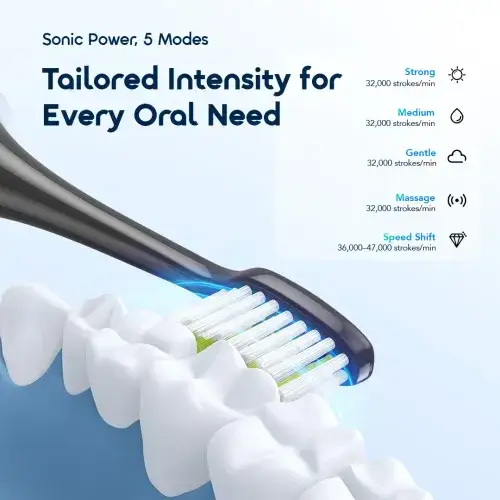 Sonic Power, 5 Modes
Tailored Intensity for
Every Oral Need
Strong
32,000 strokes/min
Medium
32,000 strokes/min
Gentle
32,000 strokes/min
Massage
32,000 strokes/min
Speed Shift
36,000-47,000 strokes/min